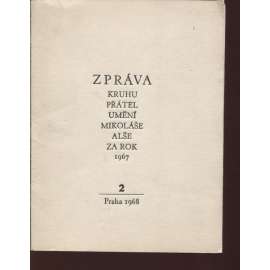 ZPRÁVA
KRUHU
PŘÁTEL
UMĚNÍ
MIKOLÁŠE
ALŠE
ZA ROK
1967
2
Praha 1968